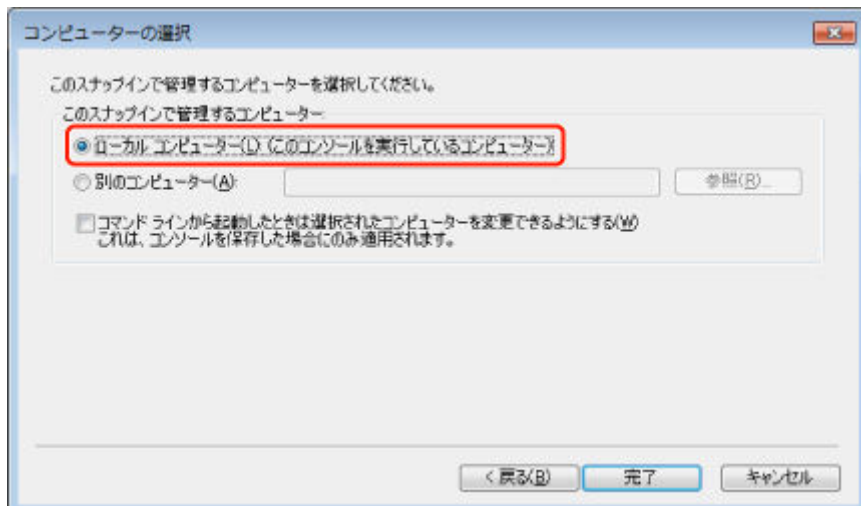 コンピューターの選択
このスナップインで管理するコンピューターを選択してください。
このスナップインで管理するコンピューター:
ローカル コンピューター(L) (このコンソールを実行しているコンピューター)
別のコンピューター(A):
参照(R)...
コマンド ラインから起動したときは選択されたコンピューターを変更できるようにする(W)
これは、コンソールを保存した場合にのみ適用されます。
< 戻る(B)
完了
キャンセル